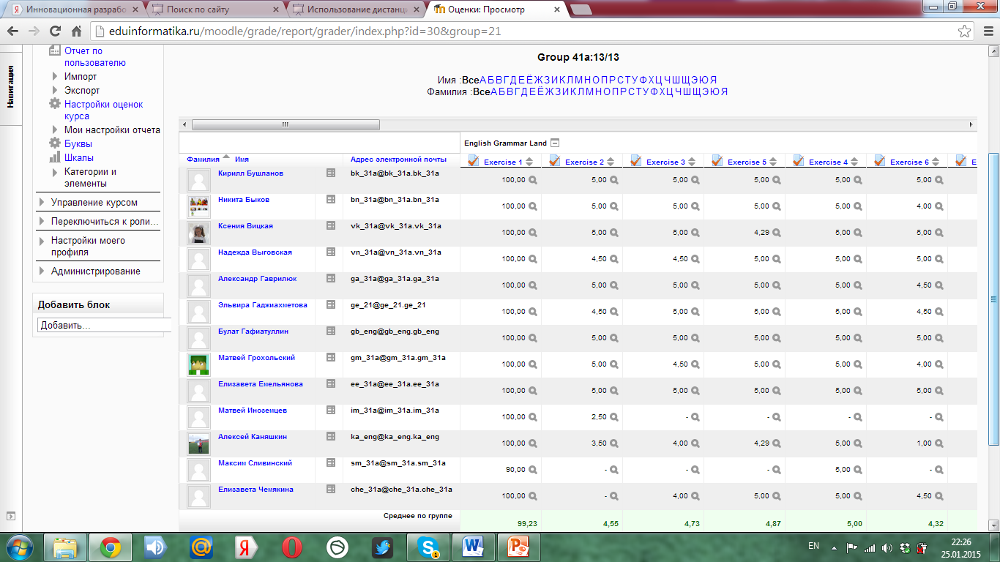 Инновационная разрабо
Поиск по сайту
Использование дистанц
Оценки: Просмотр
eduinformatika.ru/moodle/grade/report/grader/index.php?id=30&group=21
Навигация
Отчет по
пользователю
Импорт
Экспорт
Настройки оценок
курса
Мои настройки отчета
Буквы
Шкалы
Категории и
элементы
Управление курсом
Переключиться к роли...
Настройки моего
профиля
Администрирование
Добавить блок
Добавить...
Group 41a:13/13
Имя :ВсеАБВГДЕЁЖЗИКЛМНОПРСТУФХЦЧШЩЭЮЯ
Фамилия :ВсеАБВГДЕЁЖЗИКЛМНОПРСТУФХЦЧШЩЭЮЯ
English Grammar Land
Фамилия Имя Адрес электронной почты Exercise 1 Exercise 2 Exercise 3 Exercise 5 Exercise 4 Exercise 6 E
Кирилл Бушланов bk_31a@bk_31a.bk_31a 100,00 5,00 5,00 5,00 5,00 5,00
Никита Быков bn_31a@bn_31a.bn_31a 100,00 5,00 5,00 5,00 5,00 4,00
Ксения Вицкая vk_31a@vk_31a.vk_31a 100,00 5,00 5,00 4,29 5,00 5,00
Надежда Выговская vn_31a@vn_31a.vn_31a 100,00 4,50 4,50 5,00 5,00 5,00
Александр Гаврилюк ga_31a@ga_31a.ga_31a 100,00 5,00 5,00 5,00 5,00 4,50
Эльвира Гаджиахметова ge_21@ge_21.ge_21 100,00 4,50 5,00 5,00 5,00 4,50
Булат Гафиатуллин gb_eng@gb_eng.gb_eng 100,00 5,00 5,00 5,00 5,00 5,00
Матвей Грохольский gm_31a@gm_31a.gm_31a 100,00 5,00 4,50 5,00 5,00 4,00
Елизавета Емельянова ee_31a@ee_31a.ee_31a 100,00 5,00 5,00 5,00 5,00 5,00
Матвей Иноземцев im_31a@im_31a.im_31a 100,00 2,50 - - - -
Алексей Каняшкин ka_eng@ka_eng.ka_eng 100,00 3,50 4,00 4,29 5,00 1,00
Максим Сливинский sm_31a@sm_31a.sm_31a 90,00 - - - 5,00 -
Елизавета Чемякина che_31a@che_31a.che_31a 100,00 - 4,00 5,00 5,00 4,50
Среднее по группе 99,23 4,55 4,73 4,87 5,00 4,32
EN
22:26
25.01.2015